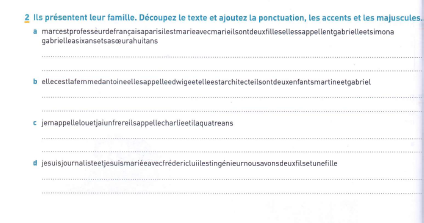 2 Ils présentent leur famille. Découpez le texte et ajoutez la ponctuation, les accents et les majuscules.
a marcestprofesseurdefrançaisaparisilestmarieavecmarieilsontdeuxfillesellessappellentgabrielleetsimona
gabrielleasixansetsasœurahuitans
b ellecestlafemmedantoineellesappelleedwigeetelleestarchitecteilsontdeuxenfantsmartineetgabriel
c jemappellelouetjaiunfrereilsappellecharlieetilaquatreans
d jesuisjournalisteetjesuismariéeavecfrédericluiilestingénieurnousavonsdeuxfilsetunefille